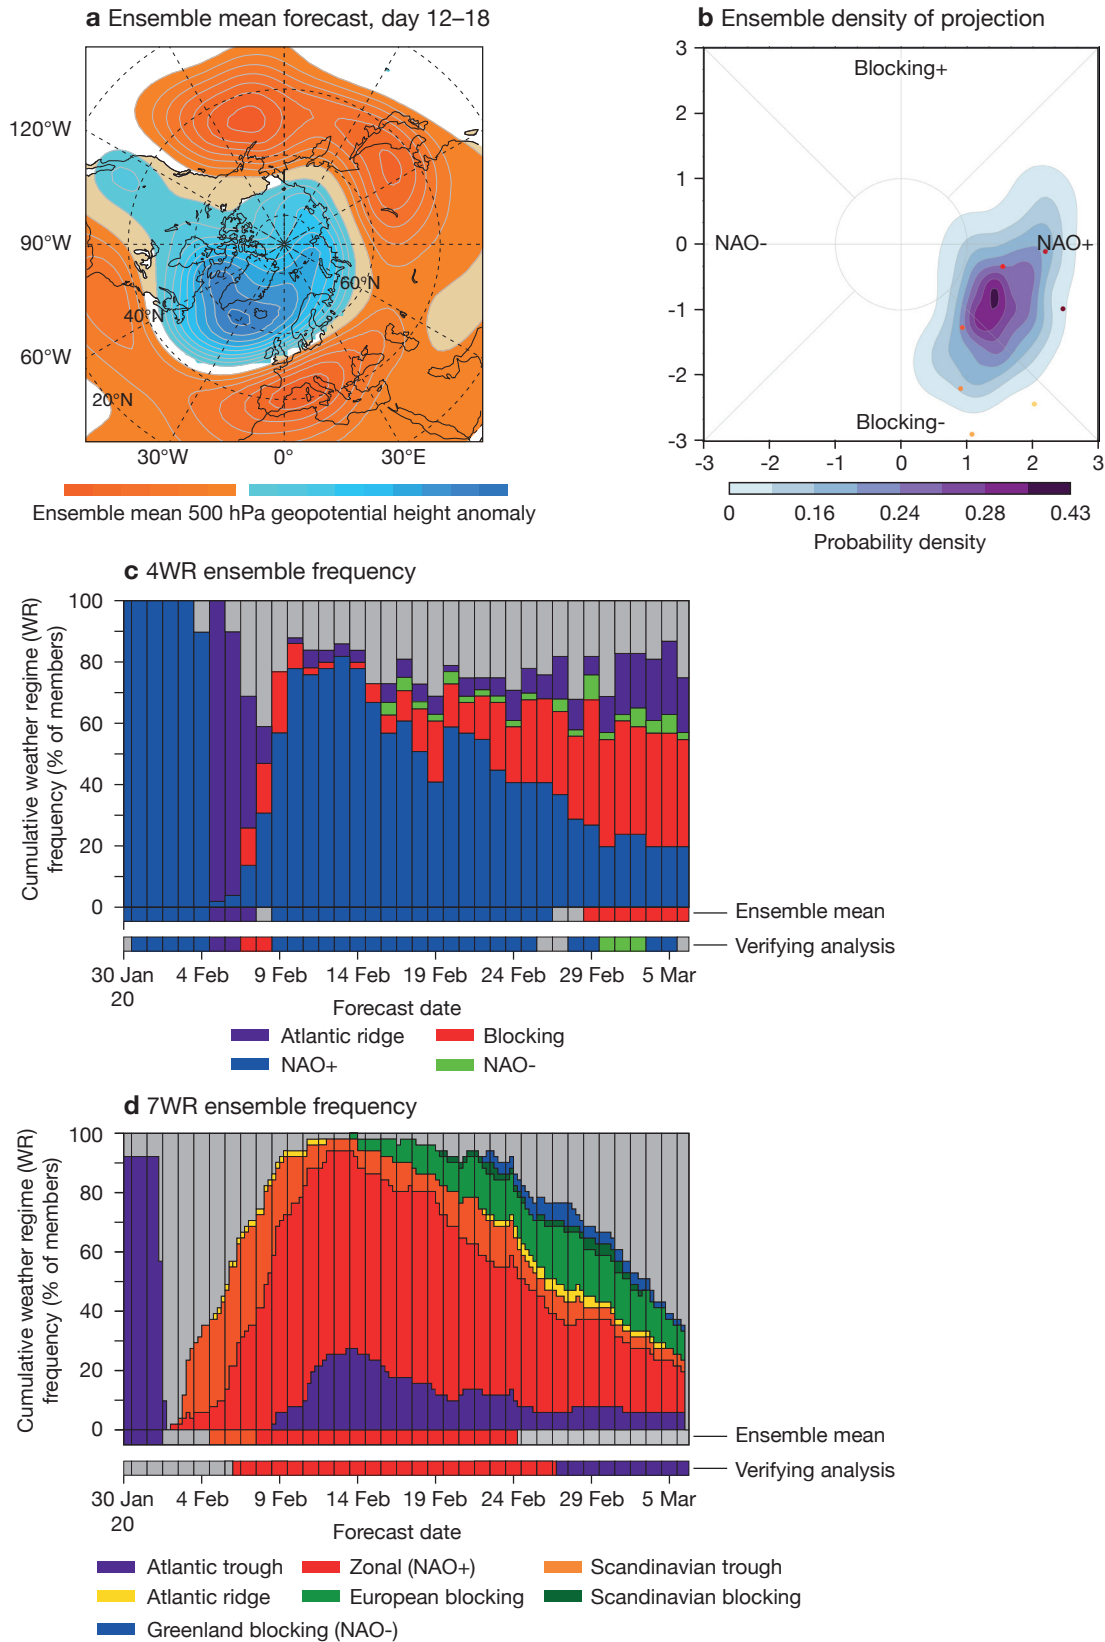 a Ensemble mean forecast, day 12–18
120°W
90°W
60°W
60°N
40°N
20°N
30°W
0°
30°E
Ensemble mean 500 hPa geopotential height anomaly
b Ensemble density of projection
3
2
1
0
-1
-2
-3
Blocking+
NAO-
NAO+
Blocking-
-3
-2
-1
0
1
2
3
0
0.16
0.24
0.28
0.43
Probability density
c 4WR ensemble frequency
Cumulative weather regime (WR)
frequency (% of members)
100
80
60
40
20
0
Ensemble mean
Verifying analysis
30 Jan
20
4 Feb
9 Feb
14 Feb
19 Feb
24 Feb
29 Feb
5 Mar
Forecast date
Atlantic ridge
Blocking
NAO+
NAO-
d 7WR ensemble frequency
Cumulative weather regime (WR)
frequency (% of members)
100
80
60
40
20
0
Ensemble mean
Verifying analysis
30 Jan
20
4 Feb
9 Feb
14 Feb
19 Feb
24 Feb
29 Feb
5 Mar
Forecast date
Atlantic trough
Zonal (NAO+)
Scandinavian trough
Atlantic ridge
European blocking
Scandinavian blocking
Greenland blocking (NAO-)